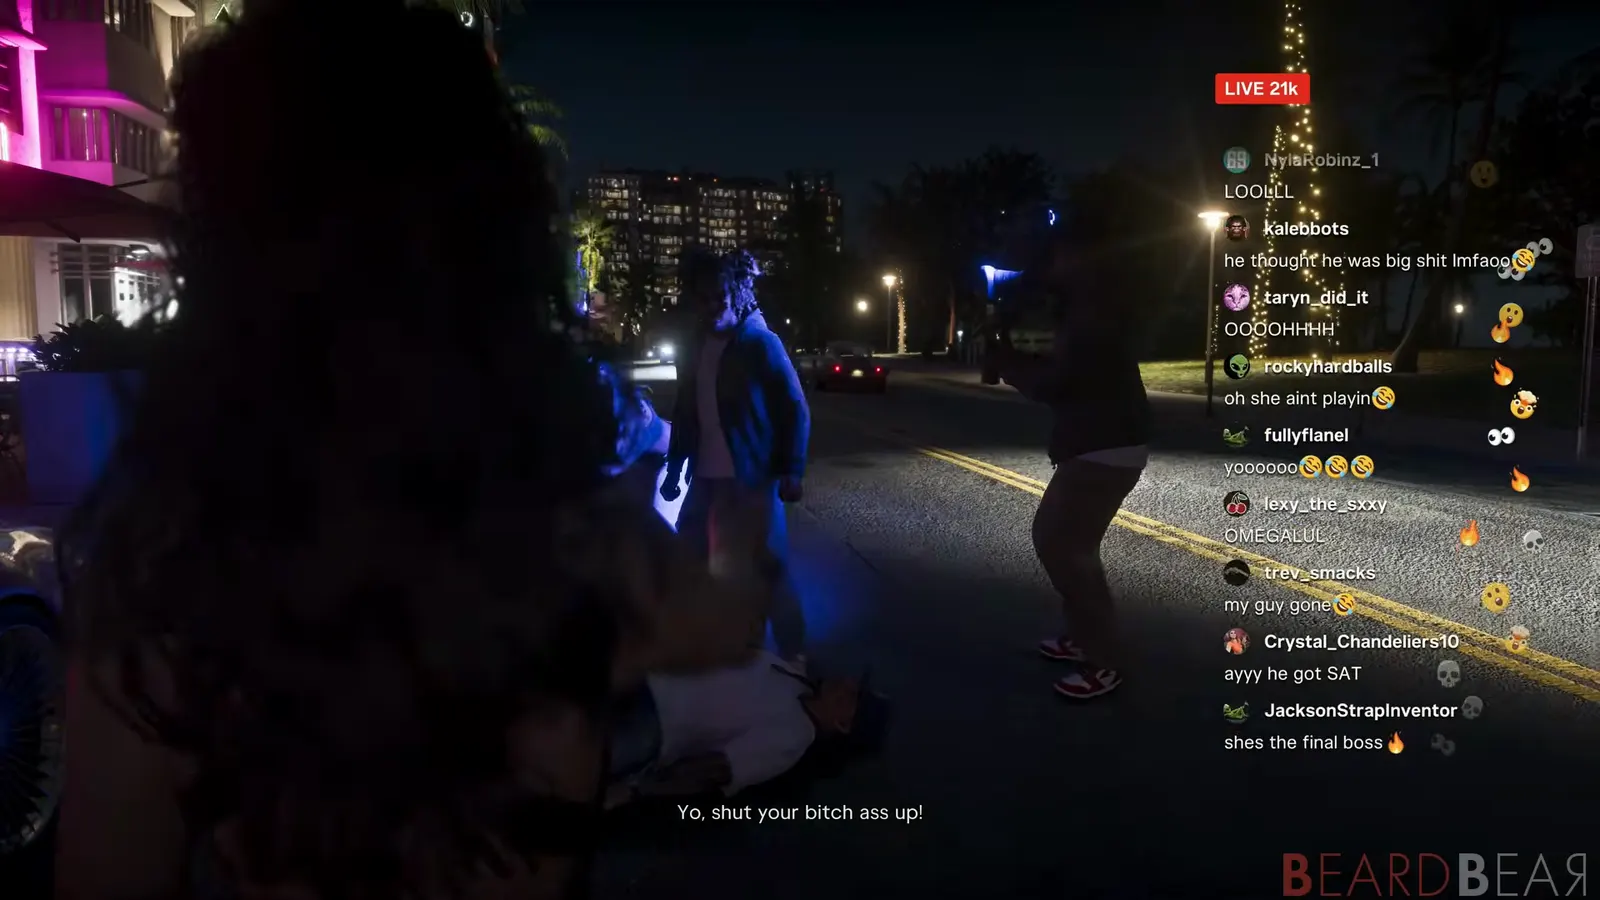 LIVE 21k
NylaRobinz_1
LOOLLL
kalebbots
he thought he was big shit lmfaoo😂
taryn_did_it
OOOOHHHH
rockyhardballs
oh she aint playin😂
fullyflanel
yoooooo😂😂😂
lexy_the_sxxy
OMEGALUL
trev_smacks
my guy gone😂
Crystal_Chandeliers10
ayyy he got SAT
JacksonStrapInventor
shes the final boss🔥
Yo, shut your bitch ass up!
BEARDBEAR